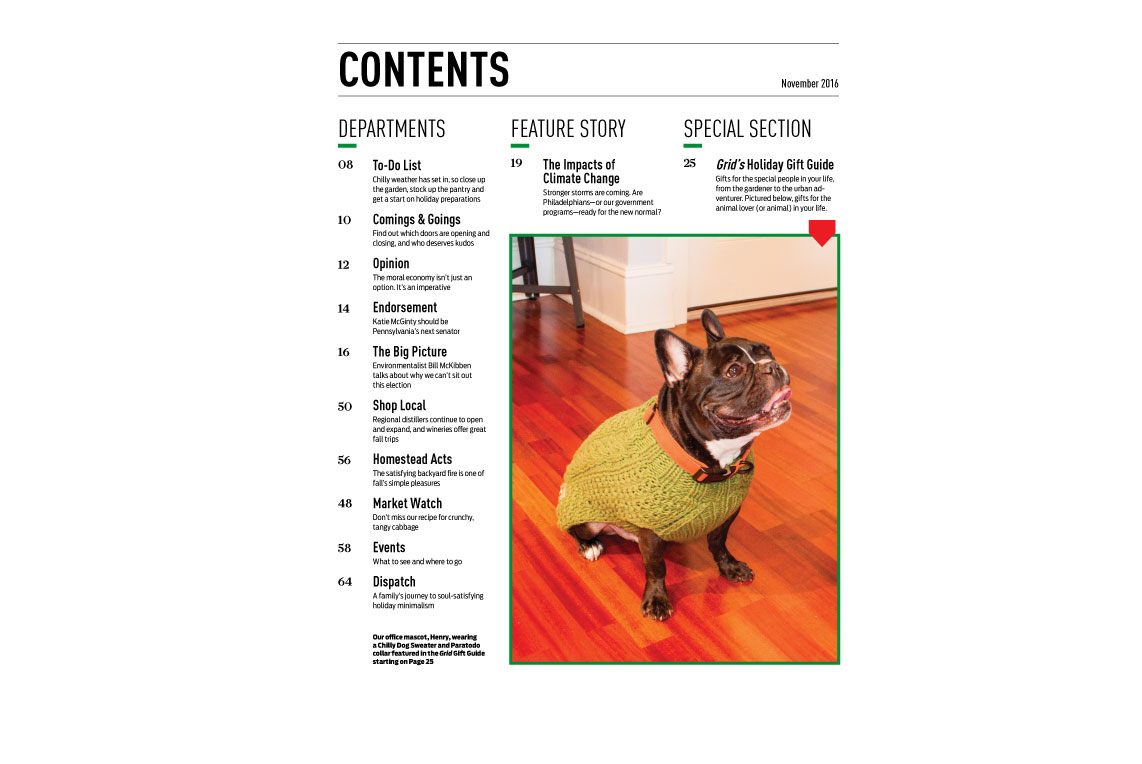 CONTENTS
November 2016
DEPARTMENTS
08 To-Do List
Chilly weather has set in, so close up
the garden, stock up the pantry and
get a start on holiday preparations
10 Comings & Goings
Find out which doors are opening and
closing, and who deserves kudos
12 Opinion
The moral economy isn't just an
option. It's an imperative
14 Endorsement
Katie McGinty should be
Pennsylvania's next senator
16 The Big Picture
Environmentalist Bill McKibben
talks about why we can't sit out
this election
50 Shop Local
Regional distillers continue to open
and expand, and wineries offer great
fall trips
56 Homestead Acts
The satisfying backyard fire is one of
fall's simple pleasures
48 Market Watch
Don't miss our recipe for crunchy,
tangy cabbage
58 Events
What to see and where to go
64 Dispatch
A family's journey to soul-satisfying
holiday minimalism
Our office mascot, Henry, wearing
a Chilly Dog Sweater and Paratodo
collar featured in the Grid Gift Guide
starting on Page 25
FEATURE STORY
19 The Impacts of
Climate Change
Stronger storms are coming. Are
Philadelphians—or our government
programs—ready for the new normal?
SPECIAL SECTION
25 Grid's Holiday Gift Guide
Gifts for the special people in your life,
from the gardener to the urban ad-
venturer. Pictured below, gifts for the
animal lover (or animal) in your life.